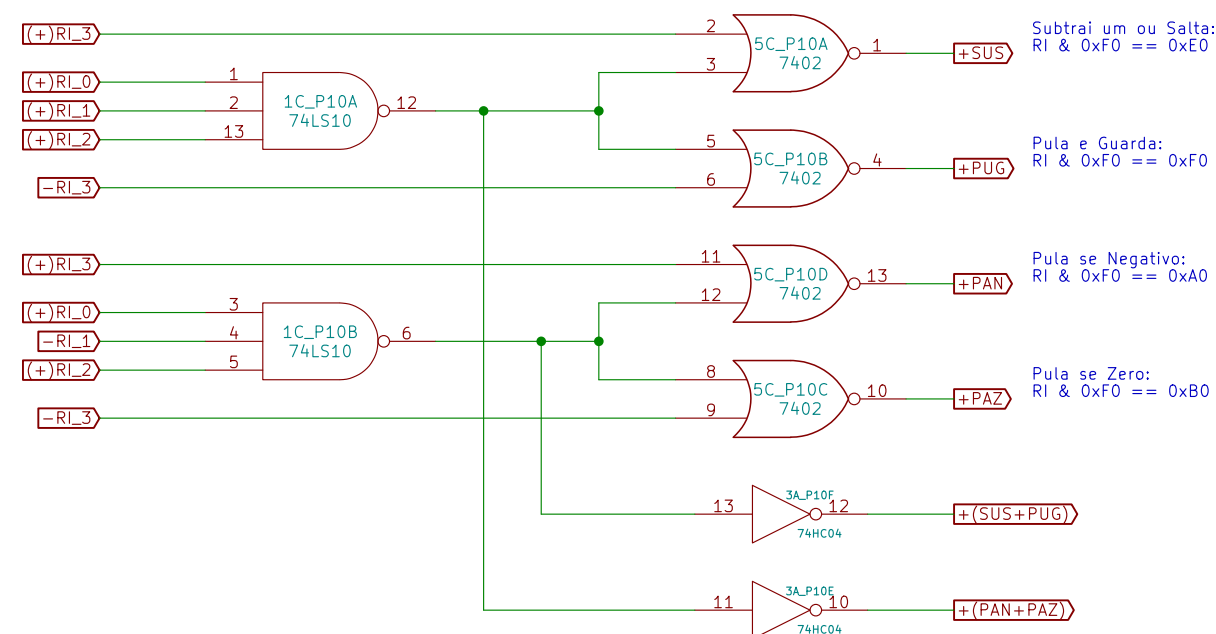 (+)RI_3
2
5C_P10A
7402
1
+SUS
Subtrai um ou Salta:
RI & 0xF0 == 0xE0
3
(+)RI_0
1
(+)RI_1
2
1C_P10A
74LS10
12
(+)RI_2
13
5
5C_P10B
7402
4
+PUG
Pula e Guarda:
RI & 0xF0 == 0xF0
-RI_3
6
(+)RI_3
11
5C_P10D
7402
13
+PAN
Pula se Negativo:
RI & 0xF0 == 0xA0
12
(+)RI_0
3
-RI_1
4
1C_P10B
74LS10
6
(+)RI_2
5
8
5C_P10C
7402
10
+PAZ
Pula se Zero:
RI & 0xF0 == 0xB0
-RI_3
9
13
3A_P10F
74HC04
12
+(SUS+PUG)
11
3A_P10E
74HC04
10
+(PAN+PAZ)